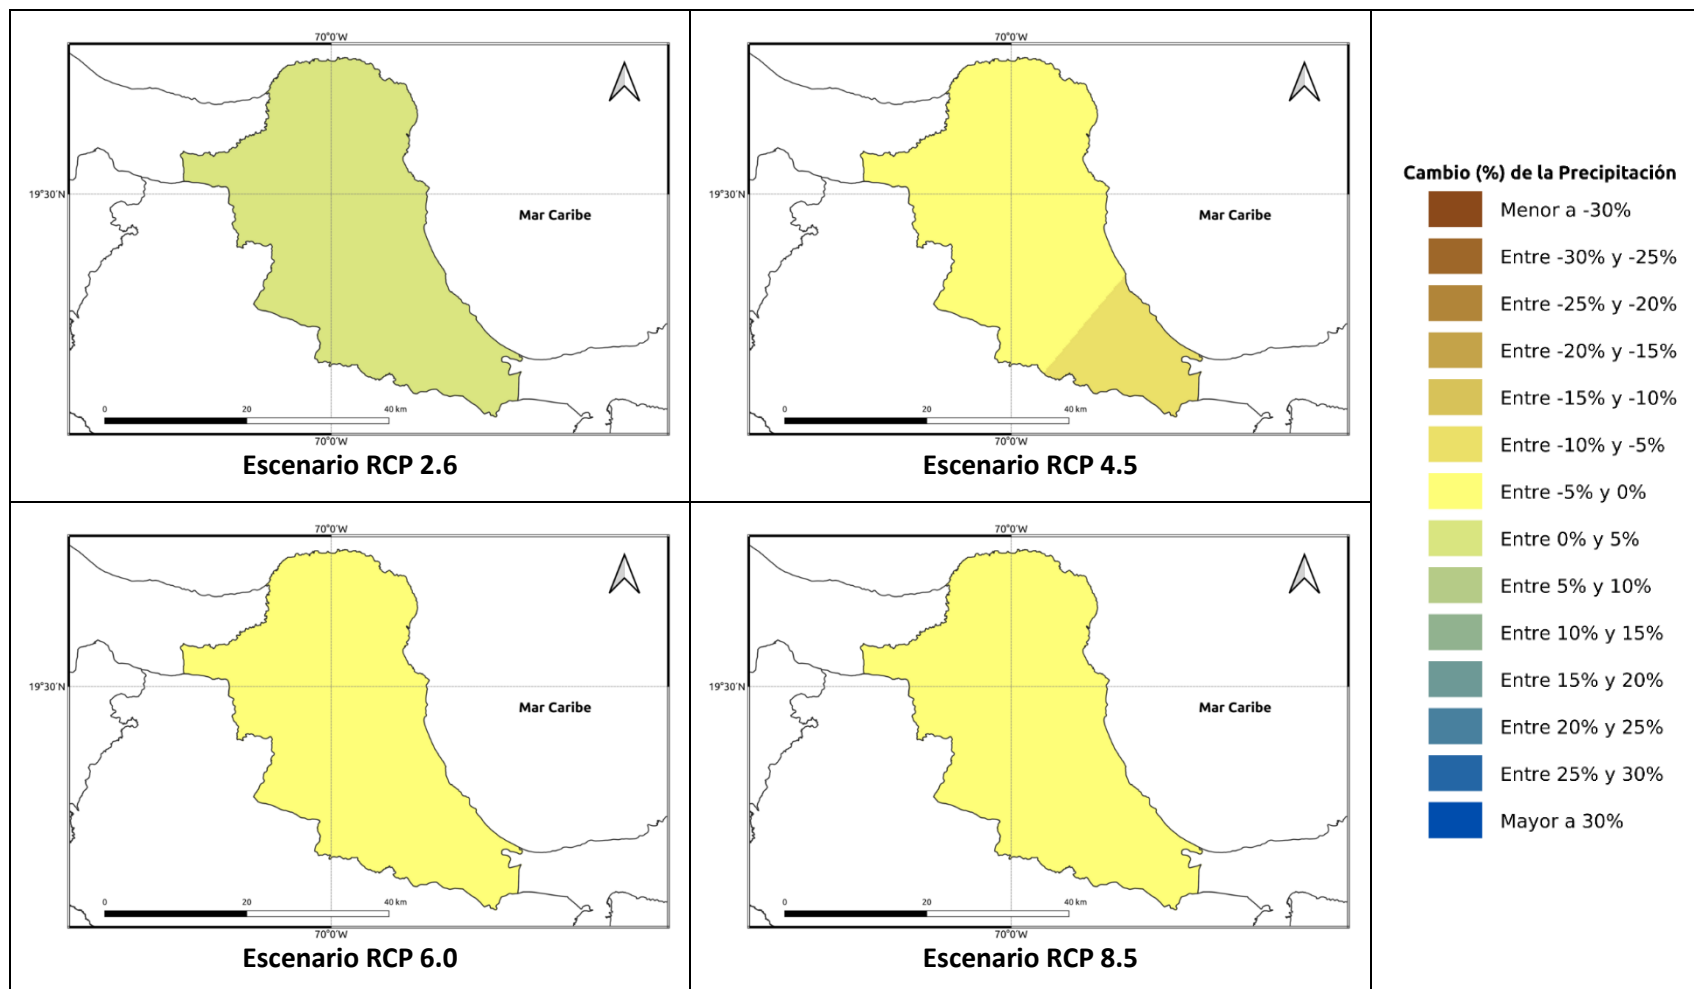 70°0'W
19°30'N
Mar Caribe
0 20 40 km
70°0'W
Escenario RCP 2.6
70°0'W
19°30'N
Mar Caribe
0 20 40 km
70°0'W
Escenario RCP 4.5
70°0'W
19°30'N
Mar Caribe
0 20 40 km
70°0'W
Escenario RCP 6.0
70°0'W
19°30'N
Mar Caribe
0 20 40 km
70°0'W
Escenario RCP 8.5
Cambio (%) de la Precipitación
Menor a -30%
Entre -30% y -25%
Entre -25% y -20%
Entre -20% y -15%
Entre -15% y -10%
Entre -10% y -5%
Entre -5% y 0%
Entre 0% y 5%
Entre 5% y 10%
Entre 10% y 15%
Entre 15% y 20%
Entre 20% y 25%
Entre 25% y 30%
Mayor a 30%